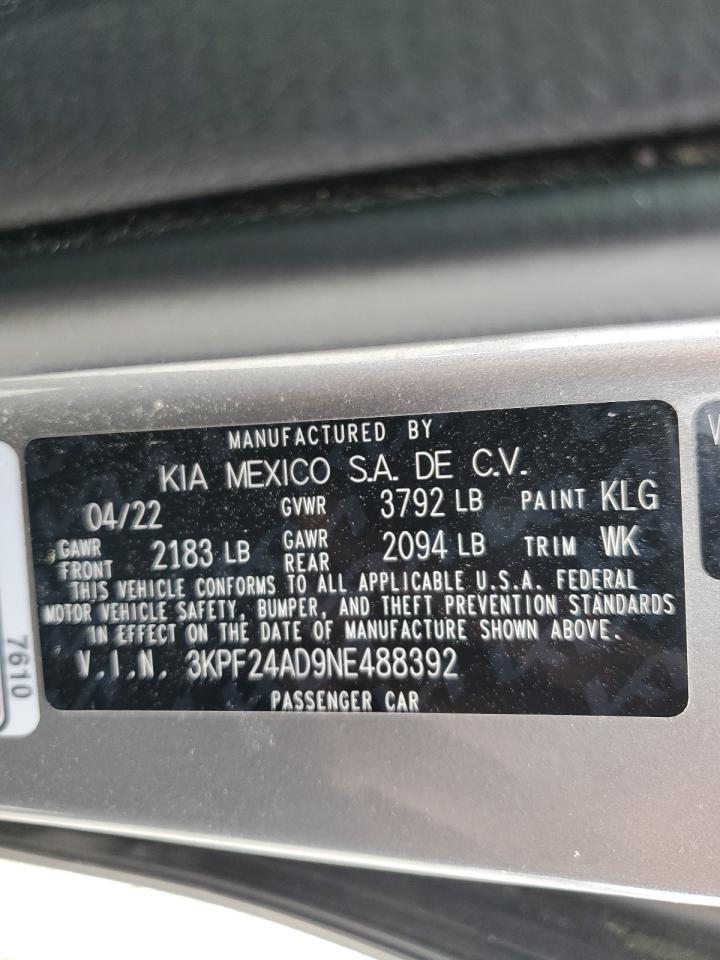 MANUFACTURED BY
KIA MEXICO S.A. DE C.V.
04/22 GVWR 3792 LB PAINT KLG
GAWR FRONT 2183 LB GAWR REAR 2094 LB TRIM WK
THIS VEHICLE CONFORMS TO ALL APPLICABLE U.S.A. FEDERAL
MOTOR VEHICLE SAFETY, BUMPER, AND THEFT PREVENTION STANDARDS
IN EFFECT ON THE DATE OF MANUFACTURE SHOWN ABOVE.
V.I.N. 3KPF24AD9NE488392
PASSENGER CAR
7610
V